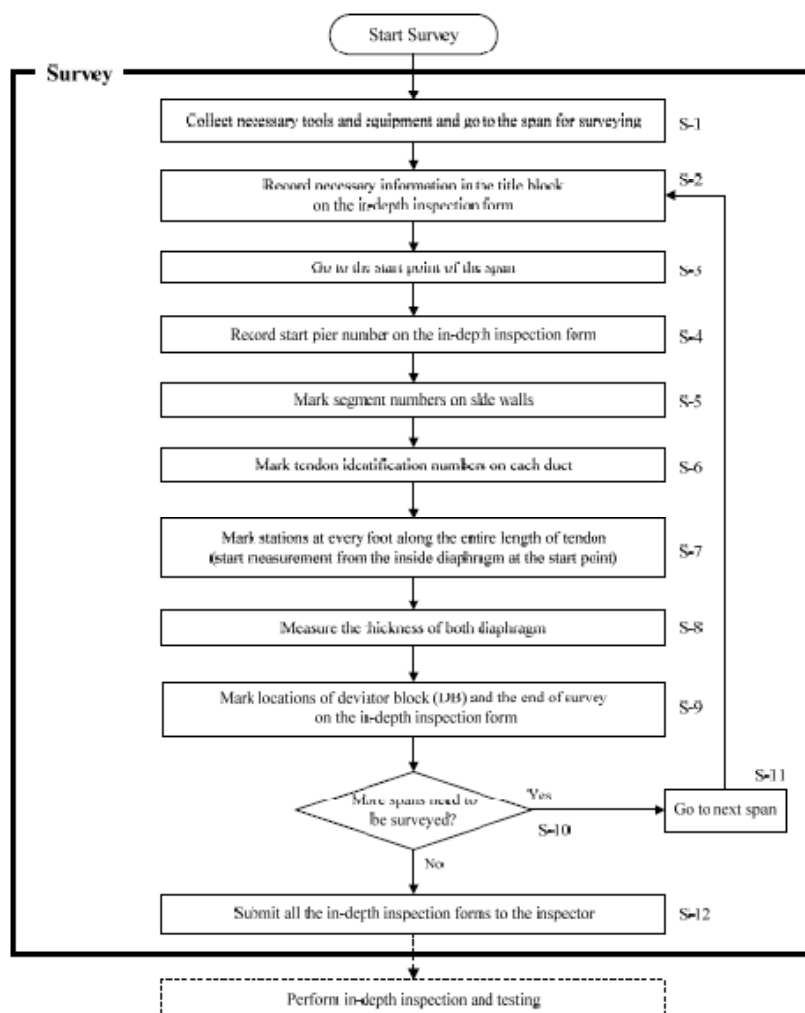 Start Survey
Survey
Collect necessary tools and equipment and go to the span for surveying
S-1
Record necessary information in the title block
on the in-depth inspection form
S-2
Go to the start point of the span
S-3
Record start pier number on the in-depth inspection form
S-4
Mark segment numbers on side walls
S-5
Mark tendon identification numbers on each duct
S-6
Mark stations at every foot along the entire length of tendon
(start measurement from the inside diaphragm at the start point)
S-7
Measure the thickness of both diaphragm
S-8
Mark locations of deviator block (DB) and the end of survey
on the in-depth inspection form
S-9
More spans need to
be surveyed?
Yes
S-10
S-11
Go to next span
No
Submit all the in-depth inspection forms to the inspector
S-12
Perform in-depth inspection and testing